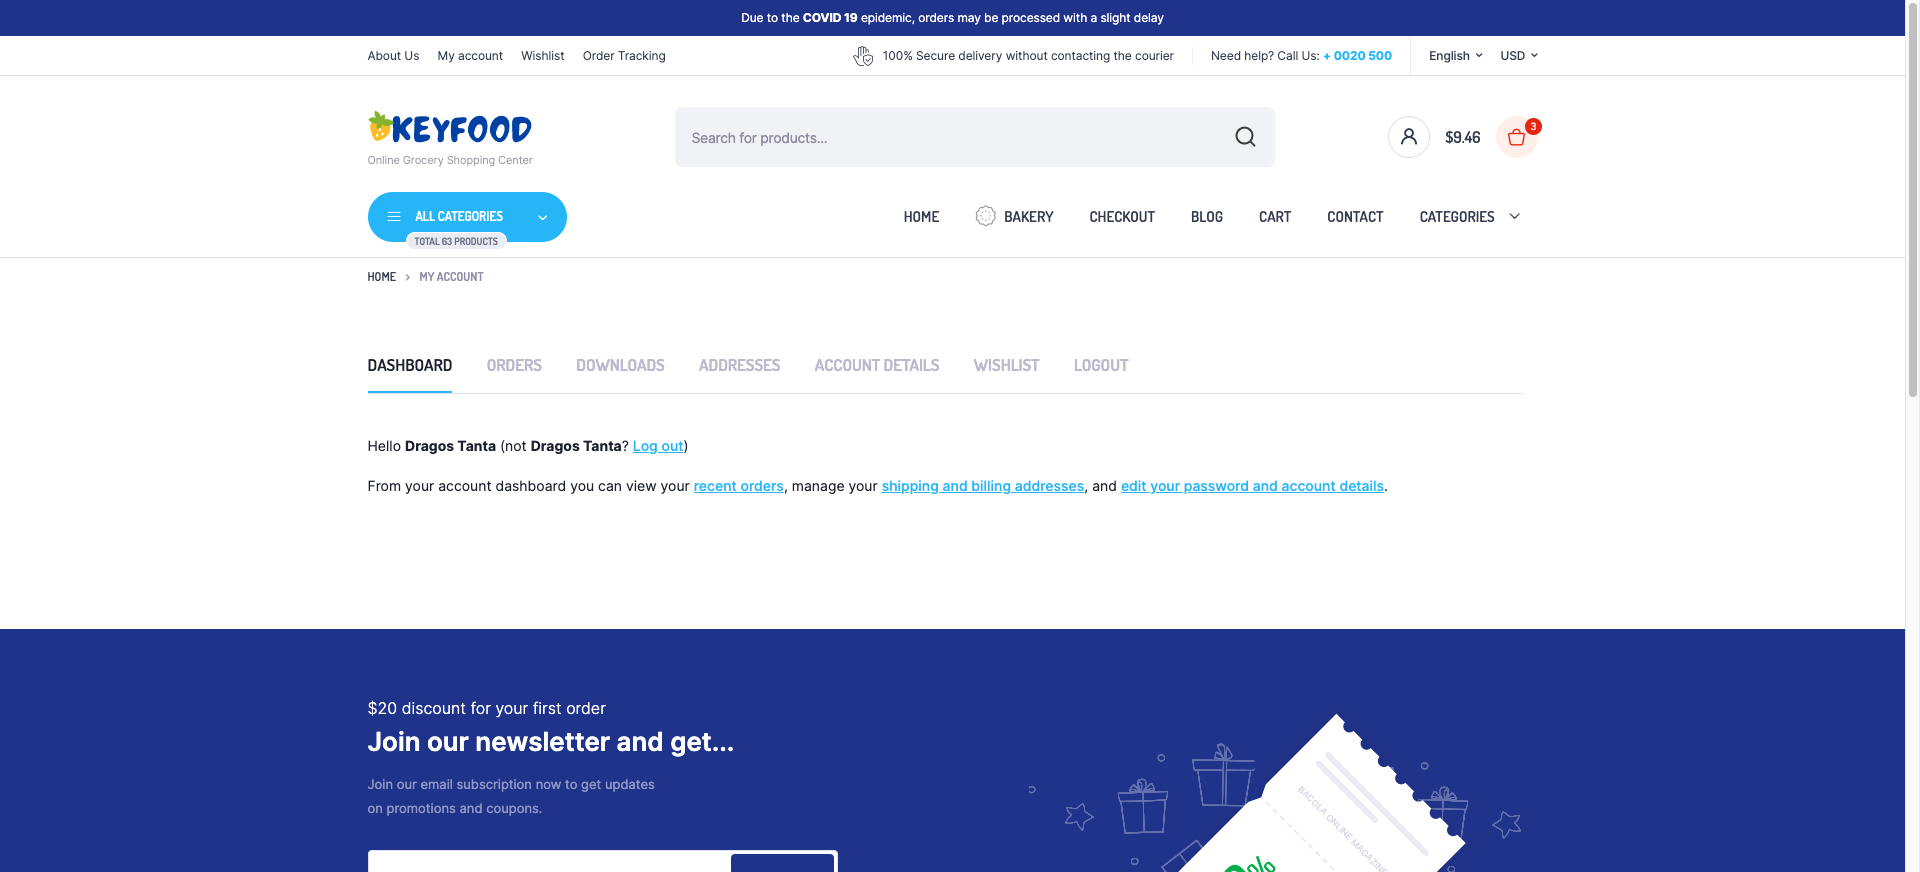 Due to the COVID 19 epidemic, orders may be processed with a slight delay
About Us My account Wishlist Order Tracking 100% Secure delivery without contacting the courier Need help? Call Us: + 0020 500 English USD
KEYFOOD
Online Grocery Shopping Center
Search for products...
$9.46
3
ALL CATEGORIES
TOTAL 63 PRODUCTS
HOME BAKERY CHECKOUT BLOG CART CONTACT CATEGORIES
HOME > MY ACCOUNT
DASHBOARD ORDERS DOWNLOADS ADDRESSES ACCOUNT DETAILS WISHLIST LOGOUT
Hello Dragos Tanta (not Dragos Tanta? Log out)
From your account dashboard you can view your recent orders, manage your shipping and billing addresses, and edit your password and account details.
$20 discount for your first order
Join our newsletter and get...
Join our email subscription now to get updates
on promotions and coupons.
BACOLA ONLINE MAGAZINE